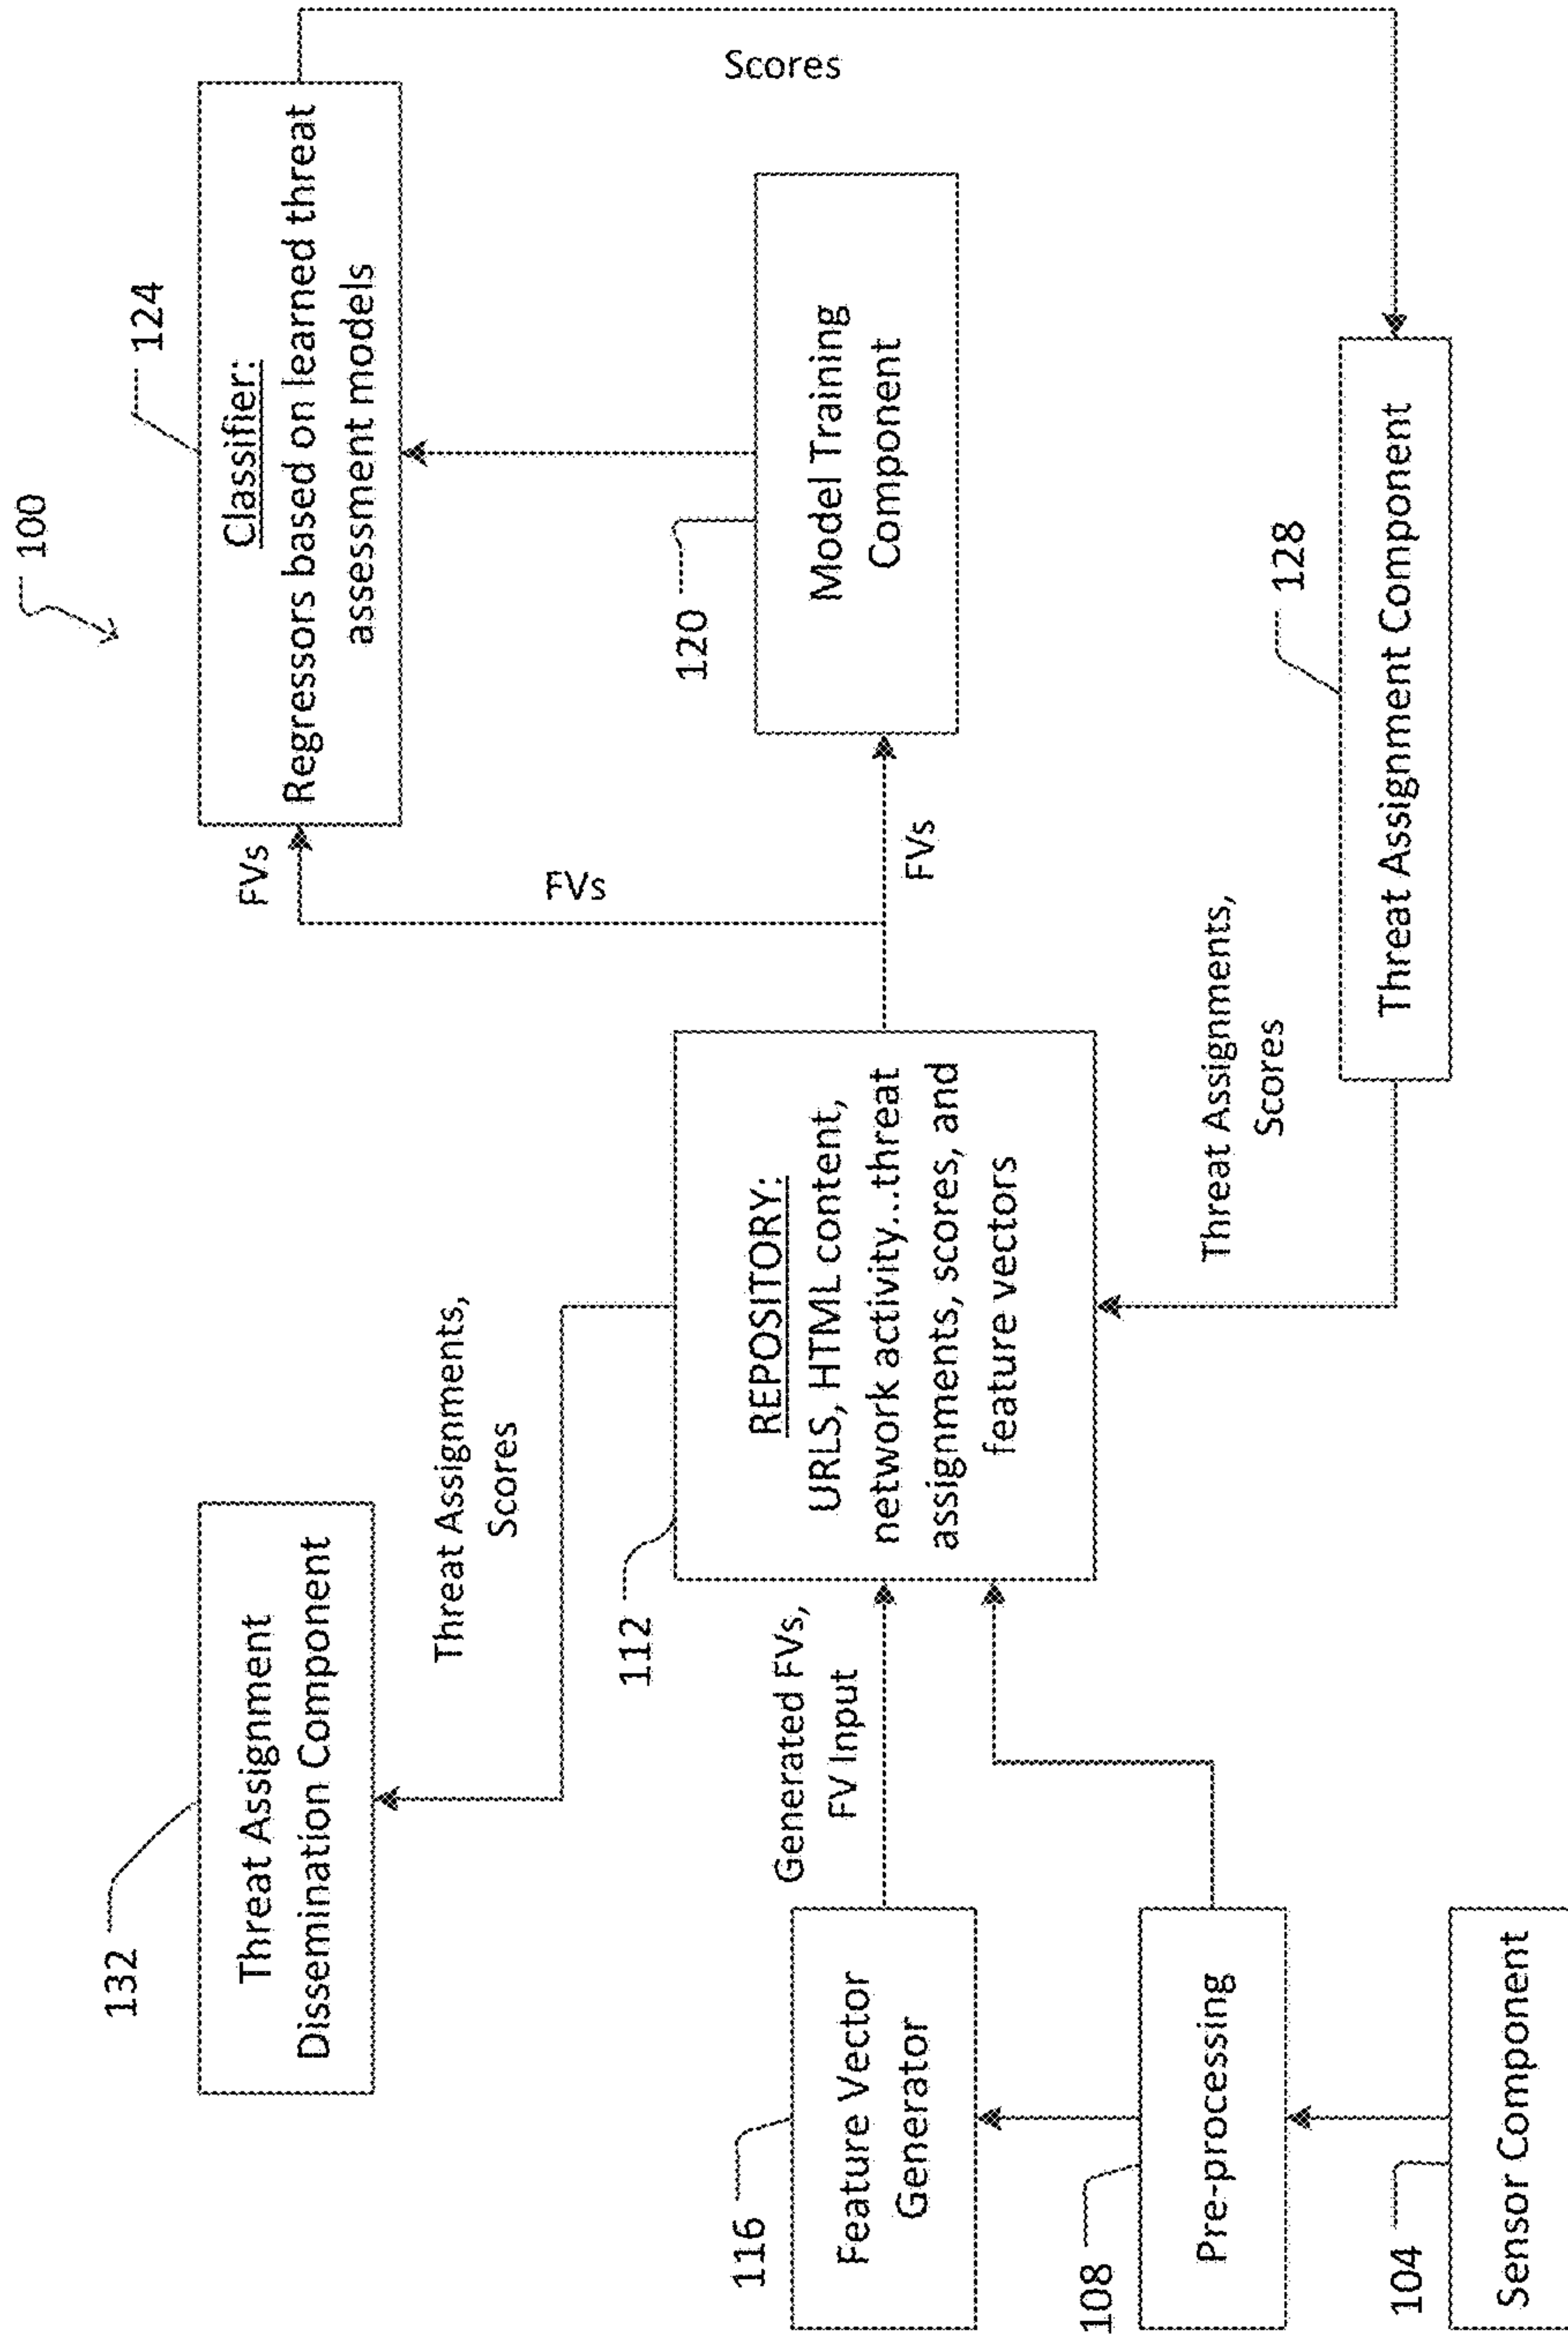 100
132
Threat Assignment
Dissemination Component
Threat Assignments,
Scores
124
Classifier:
Regressors based on learned threat
assessment models
FVs
FVs
FVs
Scores
116
Feature Vector
Generator
Generated FVs,
FV Input
112
REPOSITORY:
URLS, HTML content,
network activity...threat
assignments, scores, and
feature vectors
120
Model Training
Component
108
Pre-processing
104
Sensor Component
Threat Assignments,
Scores
128
Threat Assignment Component